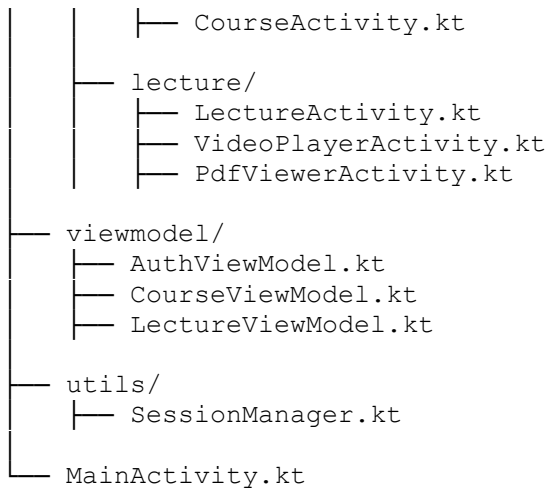 │   │   ├── CourseActivity.kt
│   │
│   ├── lecture/
│   │   ├── LectureActivity.kt
│   │   ├── VideoPlayerActivity.kt
│   │   ├── PdfViewerActivity.kt
│
├── viewmodel/
│   ├── AuthViewModel.kt
│   ├── CourseViewModel.kt
│   ├── LectureViewModel.kt
│
├── utils/
│   ├── SessionManager.kt
│
└── MainActivity.kt